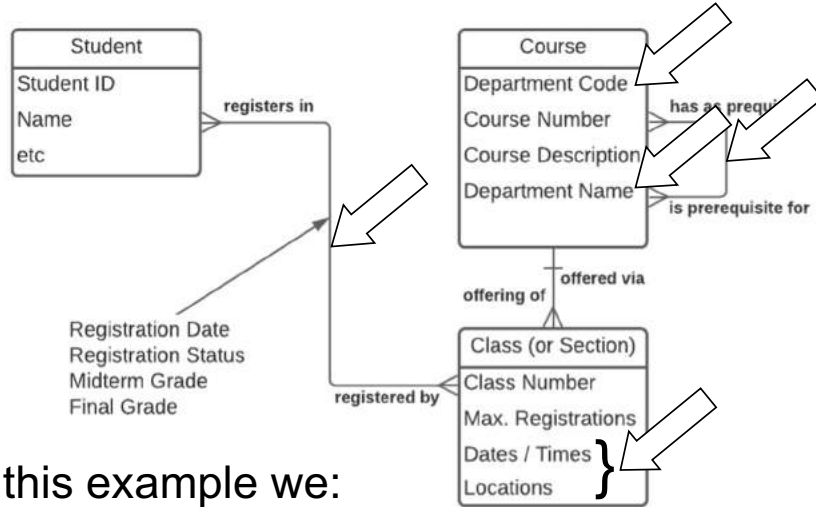 Student
Student ID
Name
etc
registers in
Course
Department Code
Course Number
Course Description
Department Name
is prerequisite for
has as
offered via
offering of
Registration Date
Registration Status
Midterm Grade
Final Grade
registered by
Class (or Section)
Class Number
Max. Registrations
Dates / Times
Locations
}
this example we: